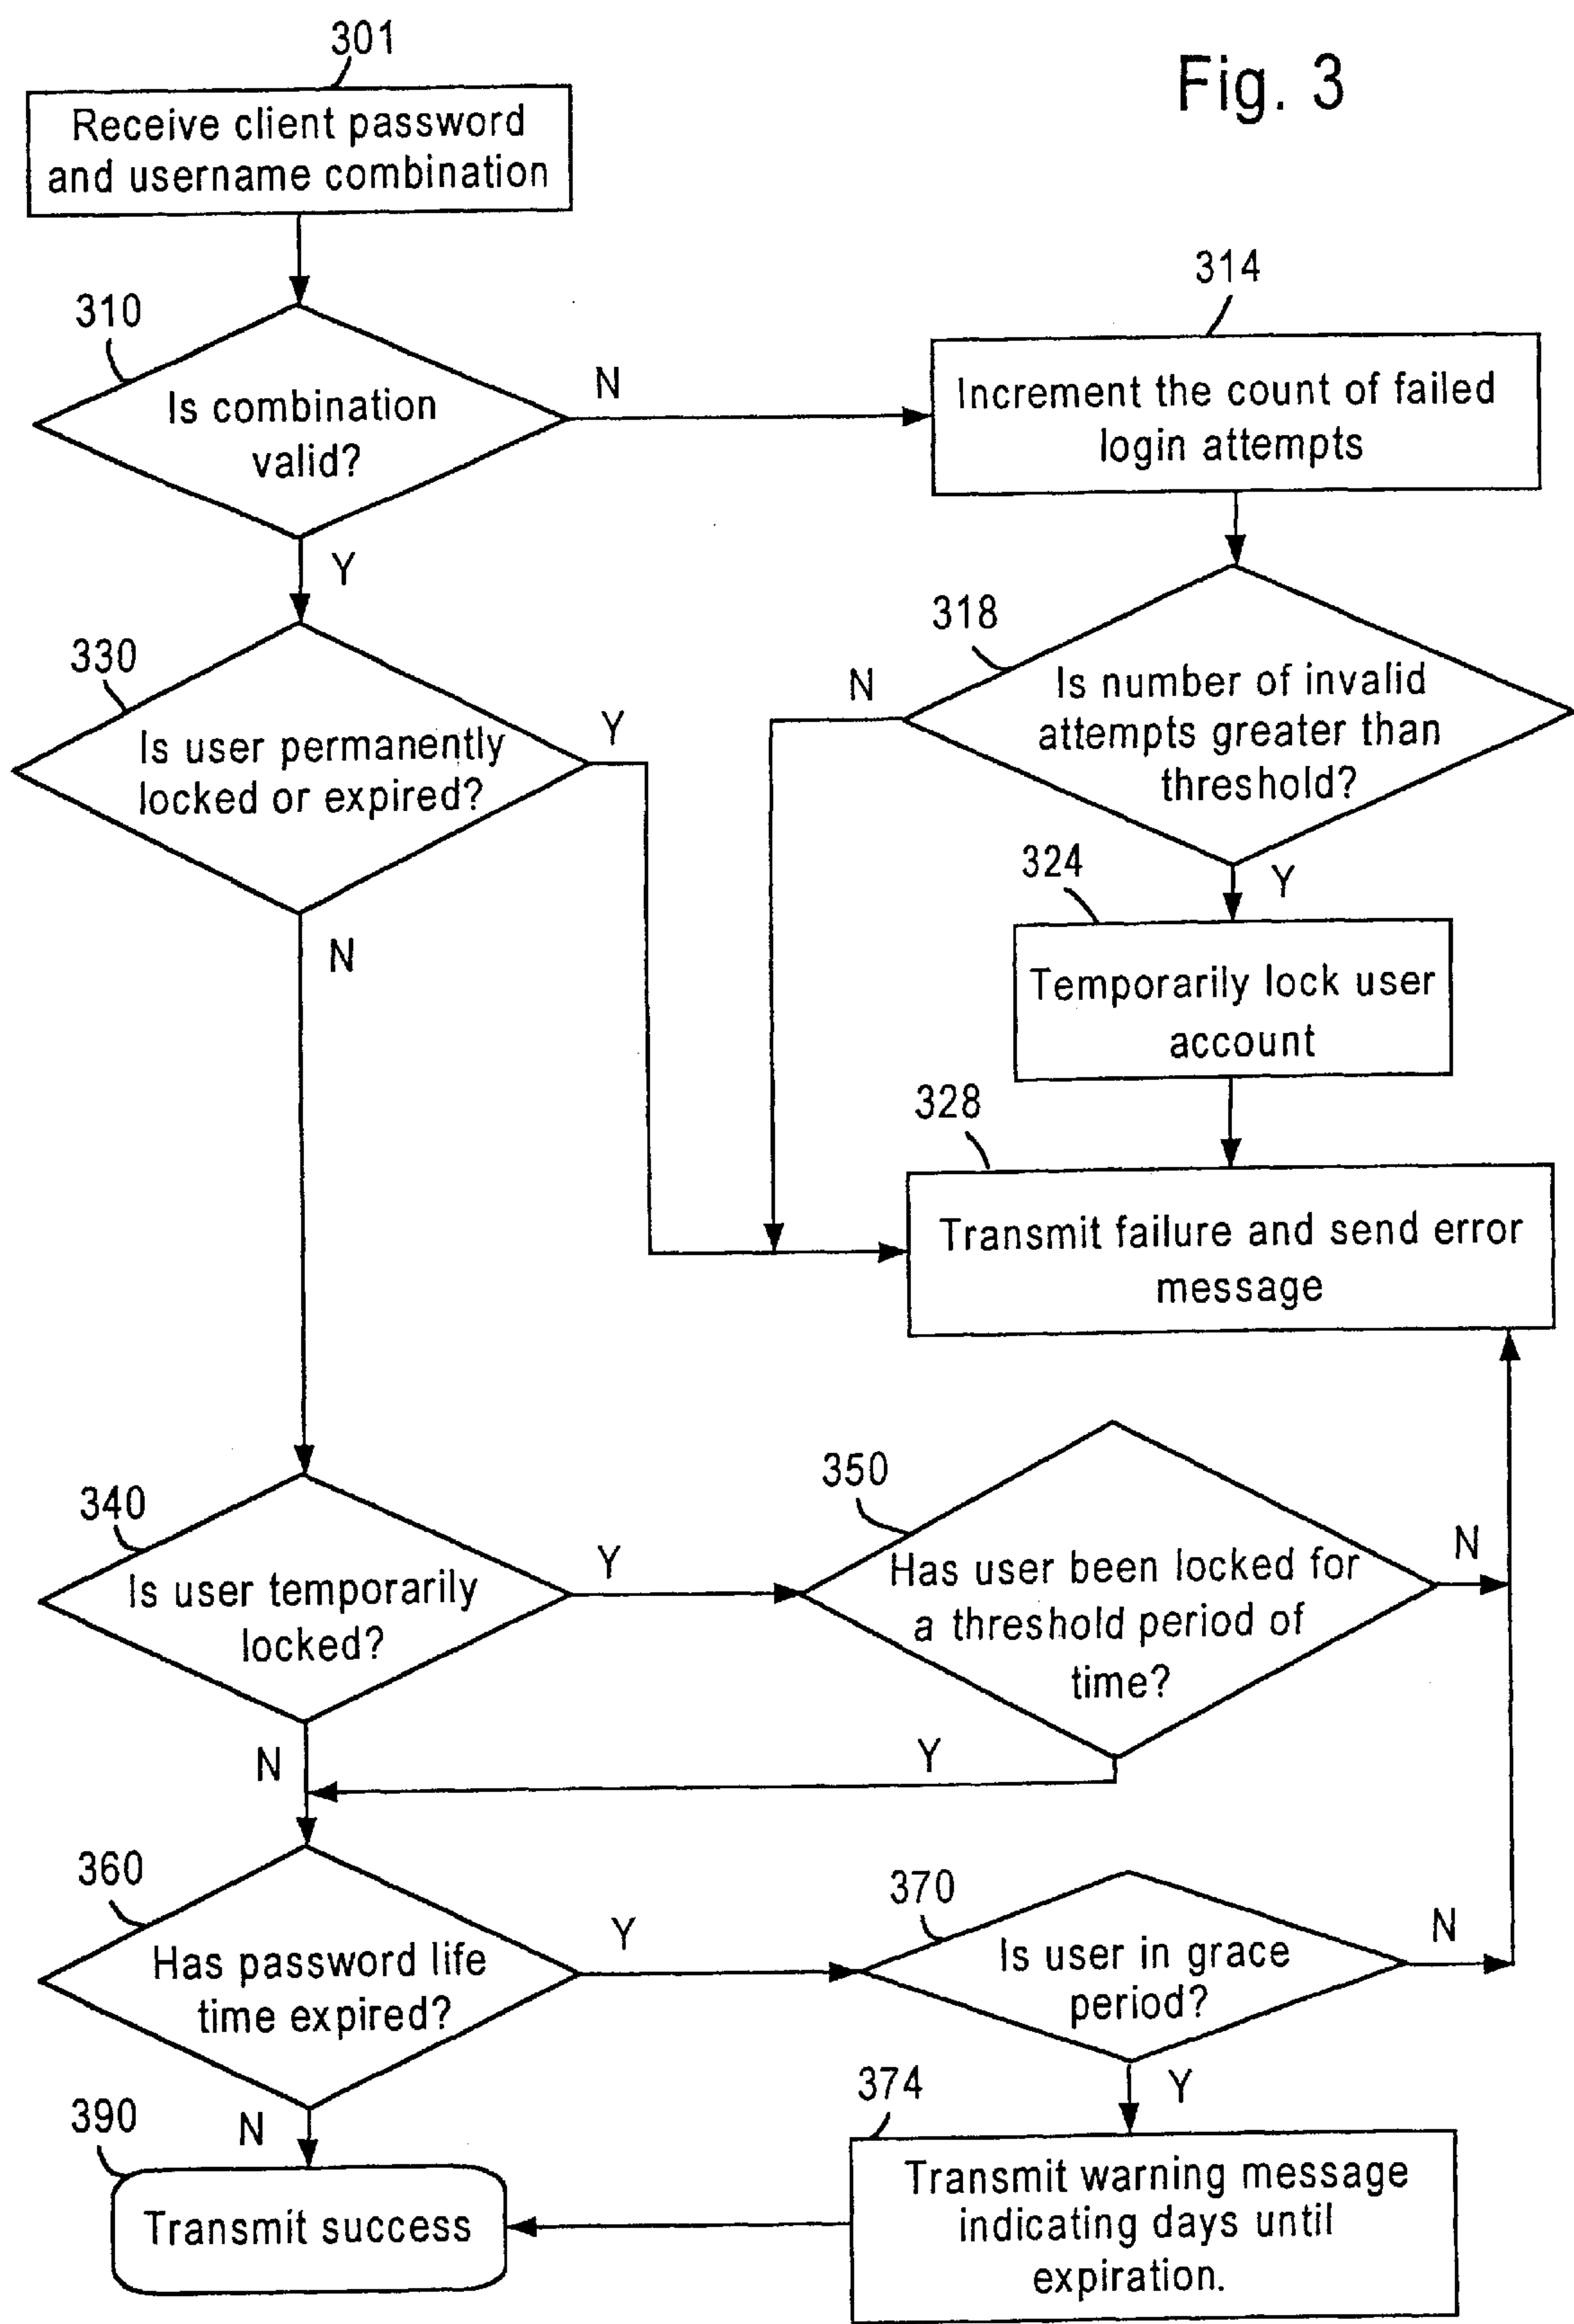 Fig. 3
301
Receive client password
and username combination
310
Is combination
valid?
N
Y
314
Increment the count of failed
login attempts
318
Is number of invalid
attempts greater than
threshold?
N
Y
324
Temporarily lock user
account
328
Transmit failure and send error
message
330
Is user permanently
locked or expired?
Y
N
340
Is user temporarily
locked?
Y
N
350
Has user been locked for
a threshold period of
time?
N
Y
360
Has password life
time expired?
Y
N
370
Is user in grace
period?
N
Y
374
Transmit warning message
indicating days until
expiration.
390
Transmit success